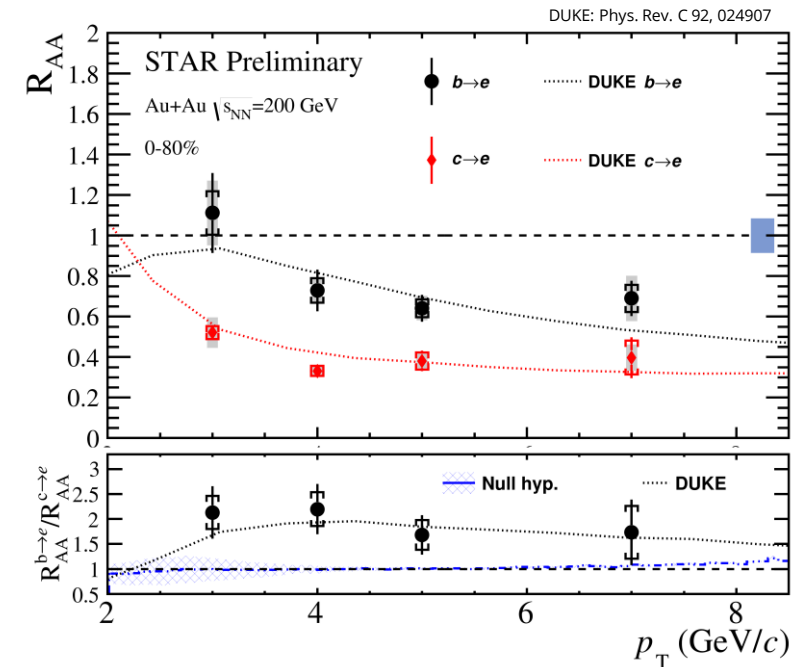 DUKE: Phys. Rev. C 92, 024907
R_AA
2
1.8
1.6
1.4
1.2
1
0.8
0.6
0.4
0.2
0
STAR Preliminary
Au+Au √s_NN=200 GeV
0-80%
b→e
DUKE b→e
c→e
DUKE c→e
R_AA^{b→e}/R_AA^{c→e}
3
2.5
2
1.5
1
0.5
Null hyp.
DUKE
2
4
6
8
p_T (GeV/c)